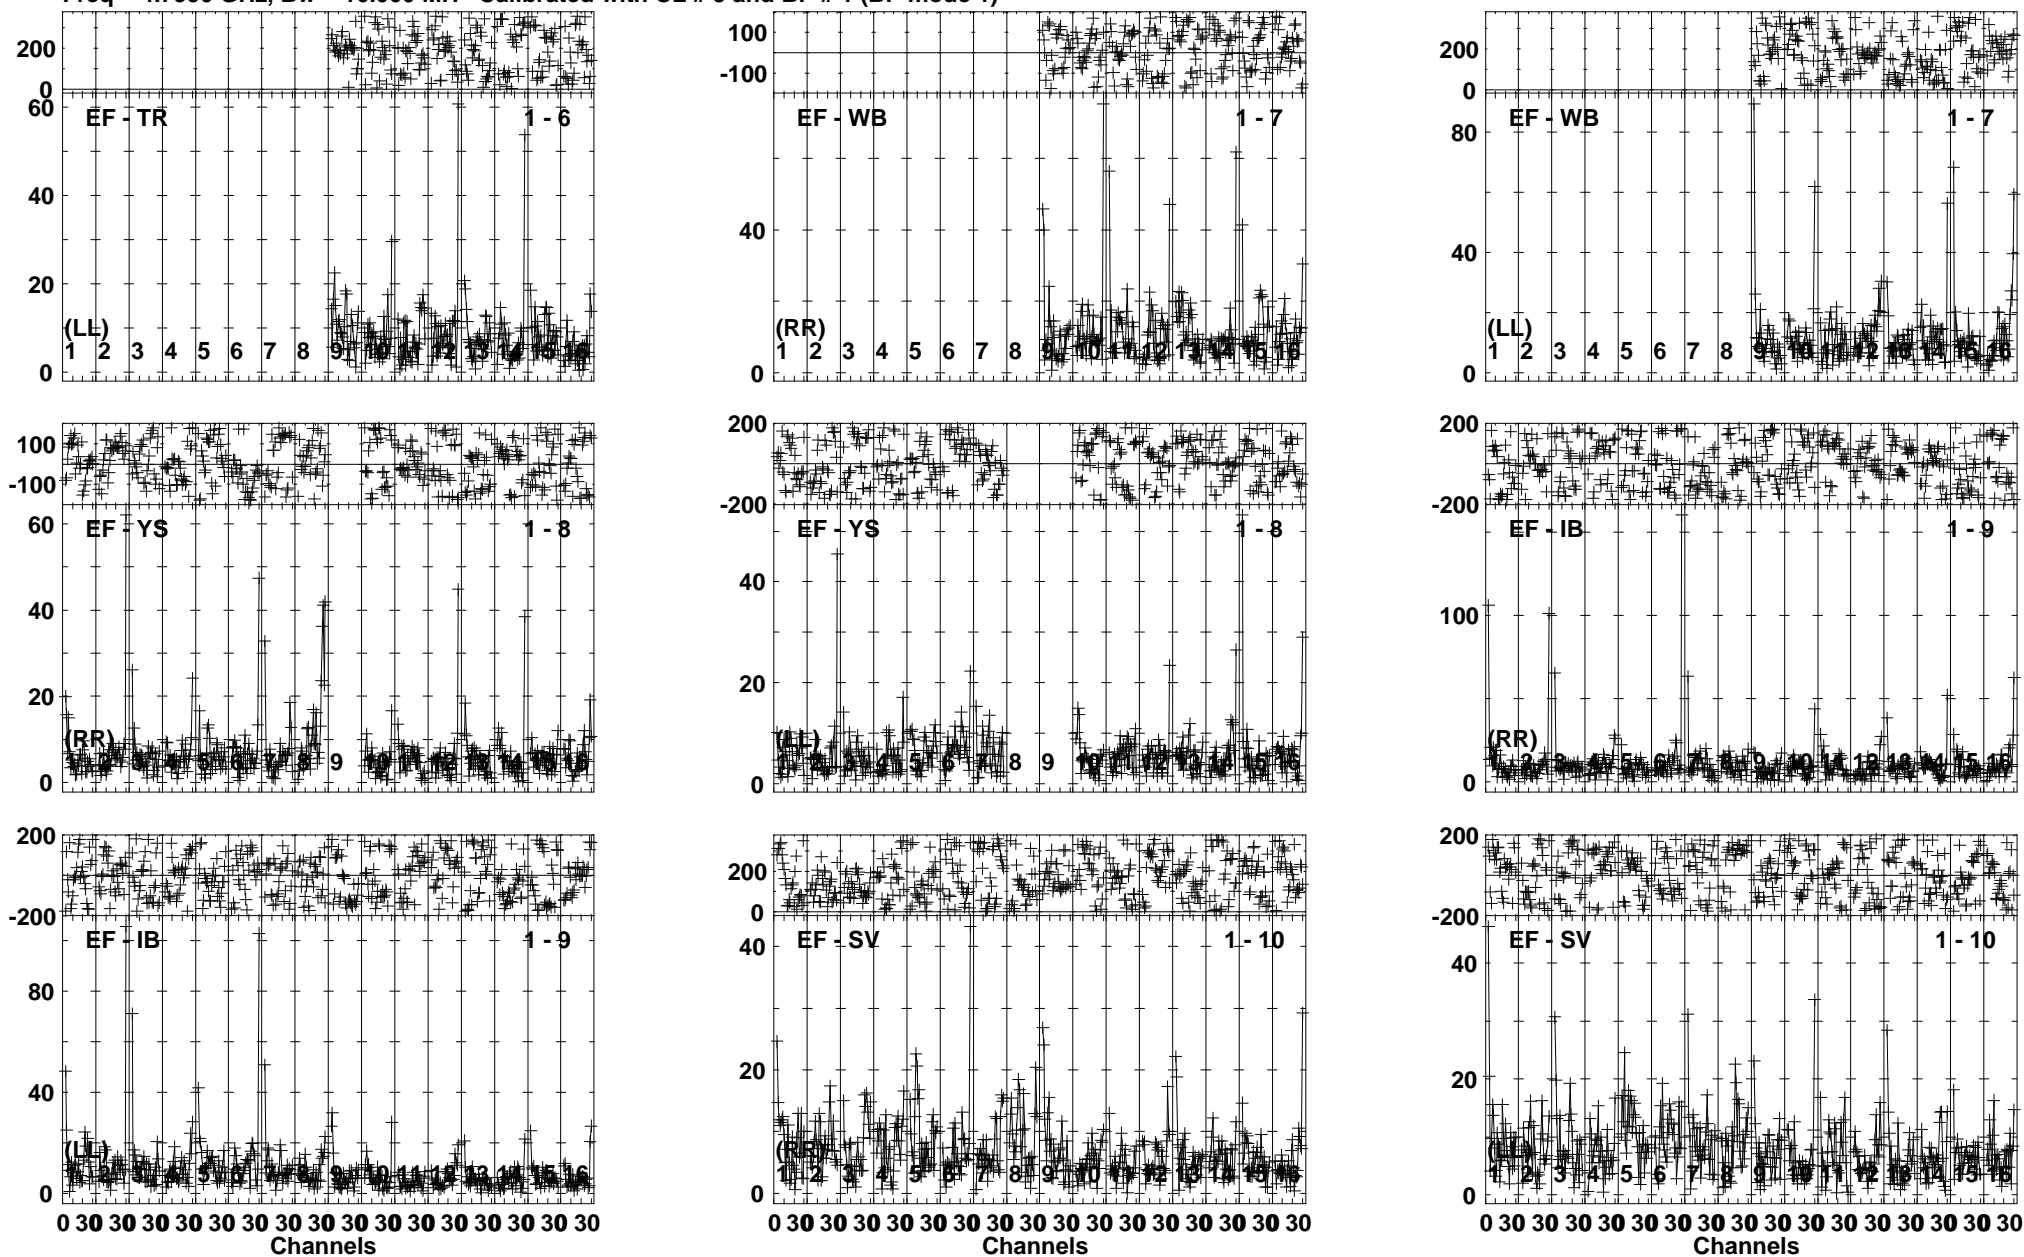 200 0 60 40 20 0
EF - TR 1 - 6
(LL)
1 2 3 4 5 6 7 8 9 10 11 12 13 14 15 16
100 -100 40 0
EF - WB 1 - 7
(RR)
1 2 3 4 5 6 7 8 9 10 11 12 13 14 15 16
200 0 80 40 0
EF - WB 1 - 7
(LL)
1 2 3 4 5 6 7 8 9 10 11 12 13 14 15 16
100 -100 60 40 20 0
EF - YS 1 - 8
(RR)
1 2 3 4 5 6 7 8 9 10 11 12 13 14 15 16
200 -200 40 20 0
EF - YS 1 - 8
(LL)
1 2 3 4 5 6 7 8 9 10 11 12 13 14 15 16
200 -200 100 0
EF - IB 1 - 9
(RR)
1 2 3 4 5 6 7 8 9 10 11 12 13 14 15 16
200 -200 80 40 0
EF - IB 1 - 9
(LL)
1 2 3 4 5 6 7 8 9 10 11 12 13 14 15 16
0 30 30 30 30 30 30 30 30 30 30 30 30 30 30 30 30
Channels
200 0 40 20 0
EF - SV 1 - 10
(RR)
1 2 3 4 5 6 7 8 9 10 11 12 13 14 15 16
0 30 30 30 30 30 30 30 30 30 30 30 30 30 30 30 30
Channels
200 -200 40 20 0
EF - SV 1 - 10
(LL)
1 2 3 4 5 6 7 8 9 10 11 12 13 14 15 16
0 30 30 30 30 30 30 30 30 30 30 30 30 30 30 30 30
Channels